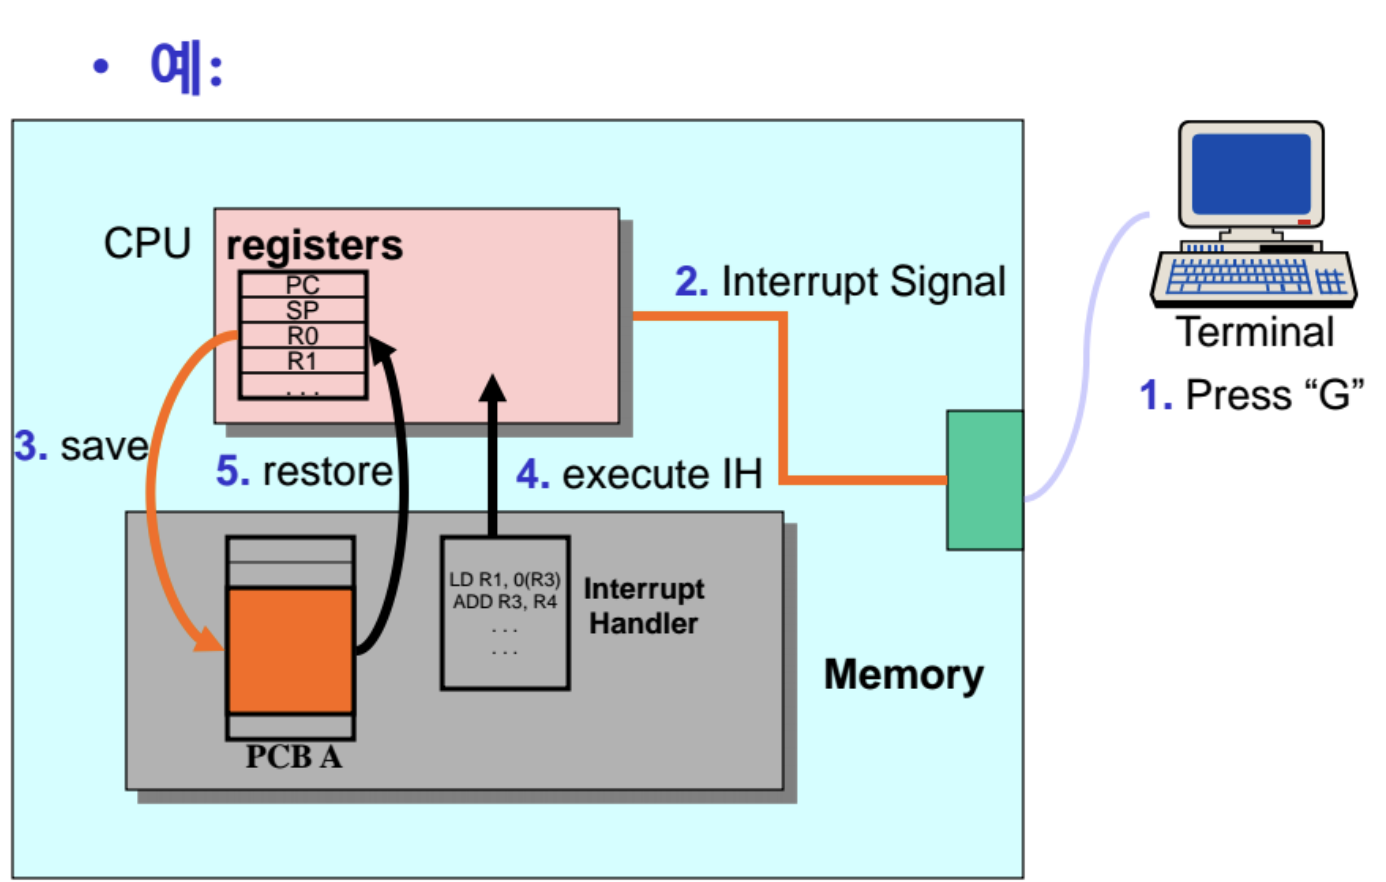 • 예:
CPU
registers
PC
SP
R0
R1
. . .
2. Interrupt Signal
Terminal
1. Press “G”
3. save
5. restore
4. execute IH
LD R1, 0(R3)
ADD R3, R4
. . .
. . .
Interrupt
Handler
Memory
PCB A